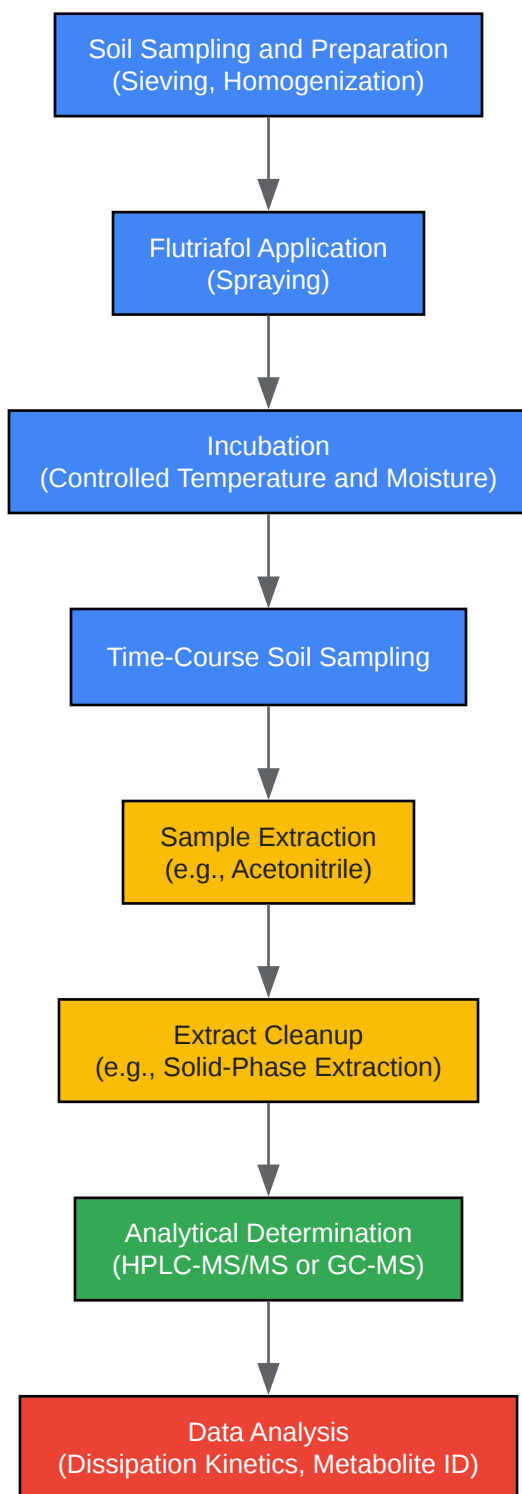 Soil Sampling and Preparation
(Sieving, Homogenization)
Flutriafol Application
(Spraying)
Incubation
(Controlled Temperature and Moisture)
Time-Course Soil Sampling
Sample Extraction
(e.g., Acetonitrile)
Extract Cleanup
(e.g., Solid-Phase Extraction)
Analytical Determination
(HPLC-MS/MS or GC-MS)
Data Analysis
(Dissipation Kinetics, Metabolite ID)